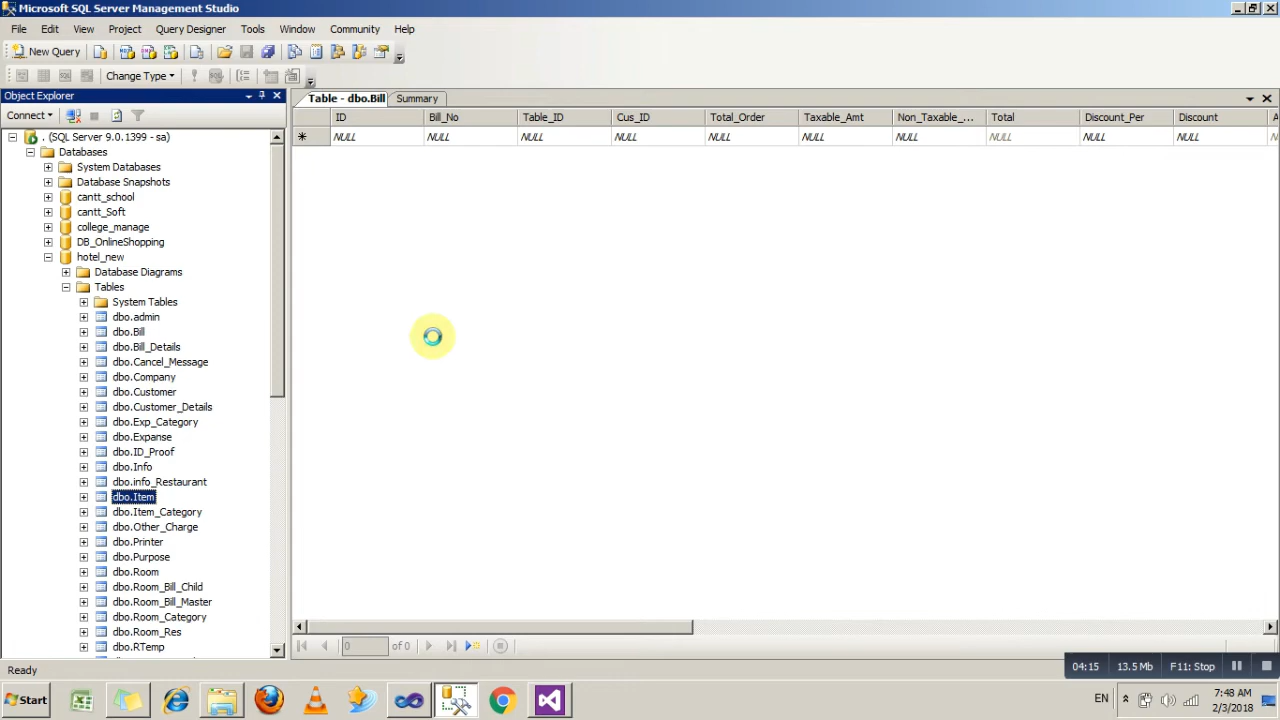 Microsoft SQL Server Management Studio
File Edit View Project Query Designer Tools Window Community Help
New Query
Change Type
Object Explorer
Table - dbo.Bill Summary
Connect
ID Bill_No Table_ID Cus_ID Total_Order Taxable_Amt Non_Taxable_... Total Discount_Per Discount A
NULL NULL NULL NULL NULL NULL NULL NULL NULL NULL N
. (SQL Server 9.0.1399 - sa)
Databases
System Databases
Database Snapshots
cantt_school
cantt_Soft
college_manage
DB_OnlineShopping
hotel_new
Database Diagrams
Tables
System Tables
dbo.admin
dbo.Bill
dbo.Bill_Details
dbo.Cancel_Message
dbo.Company
dbo.Customer
dbo.Customer_Details
dbo.Exp_Category
dbo.Expanse
dbo.ID_Proof
dbo.Info
dbo.info_Restaurant
dbo.Item
dbo.Item_Category
dbo.Other_Charge
dbo.Printer
dbo.Purpose
dbo.Room
dbo.Room_Bill_Child
dbo.Room_Bill_Master
dbo.Room_Category
dbo.Room_Res
dbo.RTemp
0 of 0
Ready
04:15 13.5 Mb F11: Stop
Start
EN
7:48 AM
2/3/2018